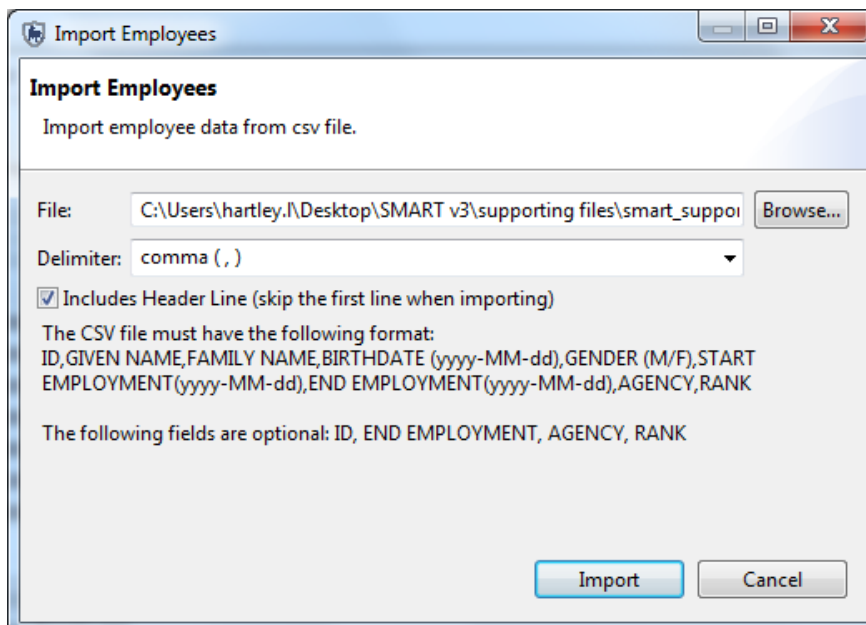 Import Employees
Import Employees
Import employee data from csv file.
File: C:\Users\hartley.l\Desktop\SMART v3\supporting files\smart_suppor Browse...
Delimiter: comma ( , )
Includes Header Line (skip the first line when importing)
The CSV file must have the following format:
ID,GIVEN NAME,FAMILY NAME,BIRTHDATE (yyyy-MM-dd),GENDER (M/F),START
EMPLOYMENT(yyyy-MM-dd),END EMPLOYMENT(yyyy-MM-dd),AGENCY,RANK
The following fields are optional: ID, END EMPLOYMENT, AGENCY, RANK
Import Cancel